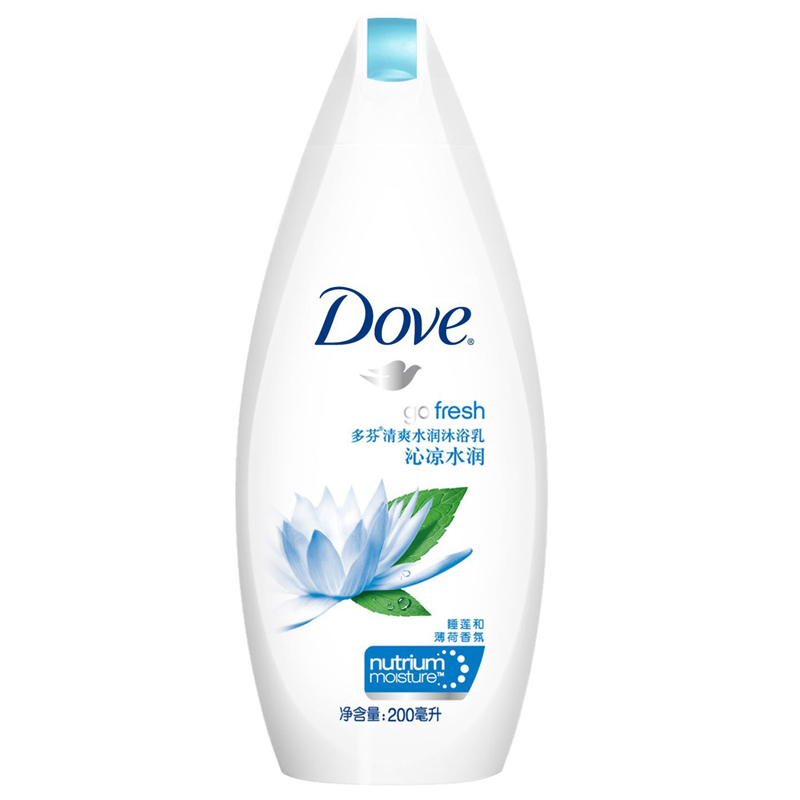 Dove®
go fresh
多芬®清爽水润沐浴乳
沁凉水润
睡莲和
薄荷香氛
nutrium
moisture™
净含量:200毫升